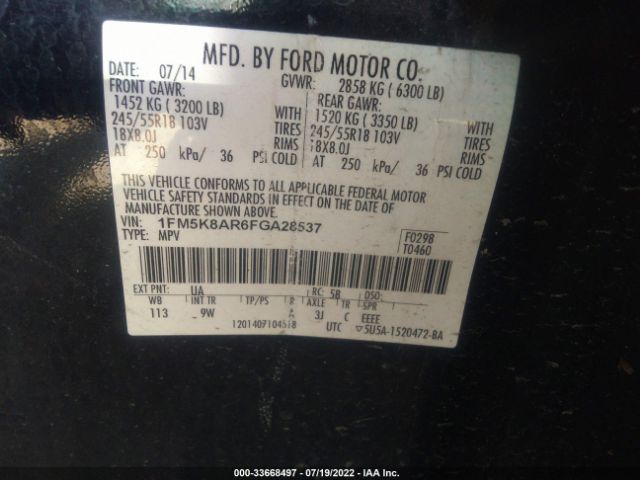 MFD. BY FORD MOTOR CO.
DATE: 07/14 GVWR: 2858 KG ( 6300 LB)
FRONT GAWR: REAR GAWR:
1452 KG ( 3200 LB) WITH 1520 KG ( 3350 LB) WITH
245/55R18 103V TIRES 245/55R18 103V TIRES
18X8.0J RIMS 18X8.0J RIMS
AT 250 kPa/ 36 PSI COLD AT 250 kPa/ 36 PSI COLD
THIS VEHICLE CONFORMS TO ALL APPLICABLE FEDERAL MOTOR
VEHICLE SAFETY STANDARDS IN EFFECT ON THE DATE OF
MANUFACTURE SHOWN ABOVE.
VIN: 1FM5K8AR6FGA28537 F0298
TYPE: MPV T0460
EXT PNT: UA RC: 5B DSO:
WB INT TR TP/PS R AXLE TR SPR
113 9W A 3J C EEEE
1201407104518 UTC ▽5U5A-1520472-BA
000-33668497 - 07/19/2022 - IAA Inc.